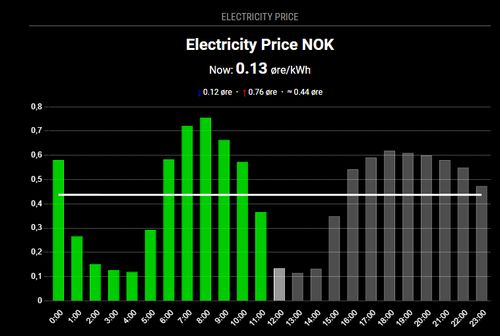 ELECTRICITY PRICE
Electricity Price NOK
Now: 0.13 øre/kWh
↓ 0.12 øre · ↑ 0.76 øre · ≈ 0.44 øre
0,8
0,7
0,6
0,5
0,4
0,3
0,2
0,1
0
0:00 1:00 2:00 3:00 4:00 5:00 6:00 7:00 8:00 9:00 10:00 11:00 12:00 13:00 14:00 15:00 16:00 17:00 18:00 19:00 20:00 21:00 22:00 23:00